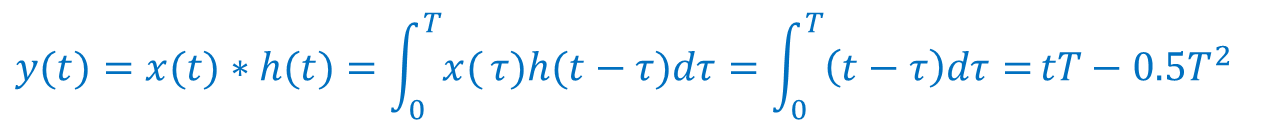 y(t) = x(t) ∗ h(t) = ∫₀ᵀ x(τ)h(t − τ)dτ = ∫₀ᵀ (t − τ)dτ = tT − 0.5T²